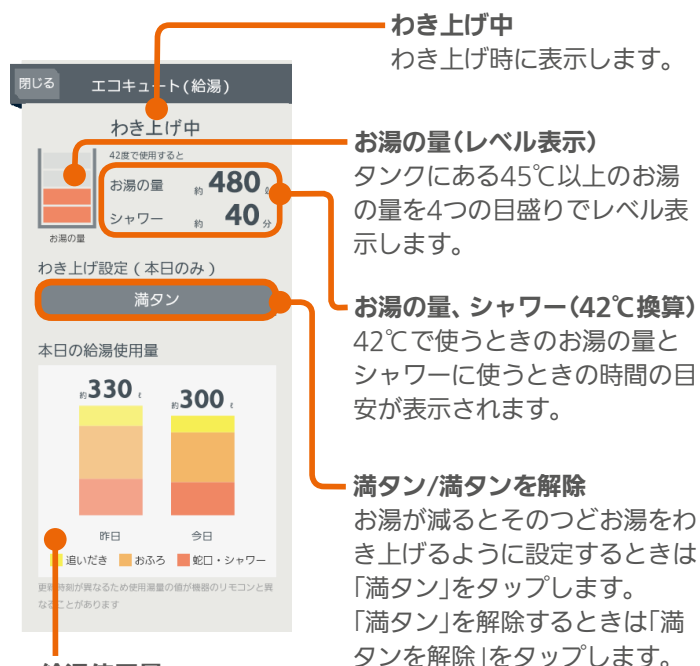 わき上げ中
わき上げ時に表示します。
お湯の量(レベル表示)
タンクにある45℃以上のお湯
の量を4つの目盛りでレベル表
示します。
お湯の量、シャワー(42℃換算)
42℃で使うときのお湯の量と
シャワーに使うときの時間の目
安が表示されます。
満タン/満タンを解除
お湯が減るとそのつどお湯をわ
き上げるように設定するときは
「満タン」をタップします。
「満タン」を解除するときは「満
タンを解除」をタップします。
閉じる
エコキュート(給湯)
わき上げ中
42度で使用すると
お湯の量 約 480 ℓ
シャワー 約 40 分
お湯の量
わき上げ設定 ( 本日のみ )
満タン
本日の給湯使用量
約330 ℓ
約300 ℓ
昨日 今日
追いだき おふろ 蛇口・シャワー
更新時刻が異なるため使用湯量の値が機器のリモコンと異
なることがあります
給湯使用量